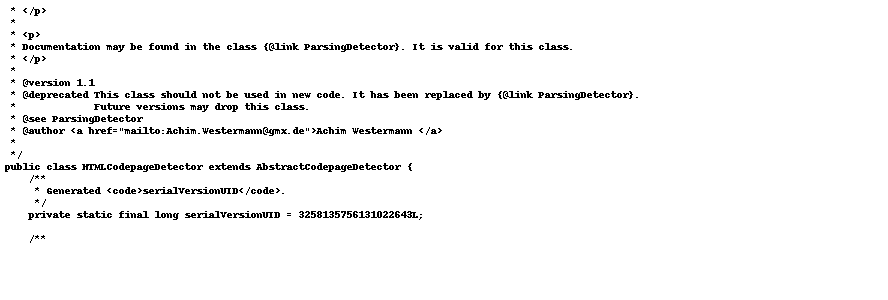 * </p>
 *
 * <p>
 * Documentation may be found in the class {@link ParsingDetector}. It is valid for this class.
 * </p>
 *
 * @version 1.1
 * @deprecated This class should not be used in new code. It has been replaced by {@link ParsingDetector}.
 *             Future versions may drop this class.
 * @see ParsingDetector
 * @author <a href="mailto:Achim.Westermann@gmx.de">Achim Westermann </a>
 *
 */
public class HTMLCodepageDetector extends AbstractCodepageDetector {
    /**
     * Generated <code>serialVersionUID</code>.
     */
    private static final long serialVersionUID = 3258135756131022643L;
    /**